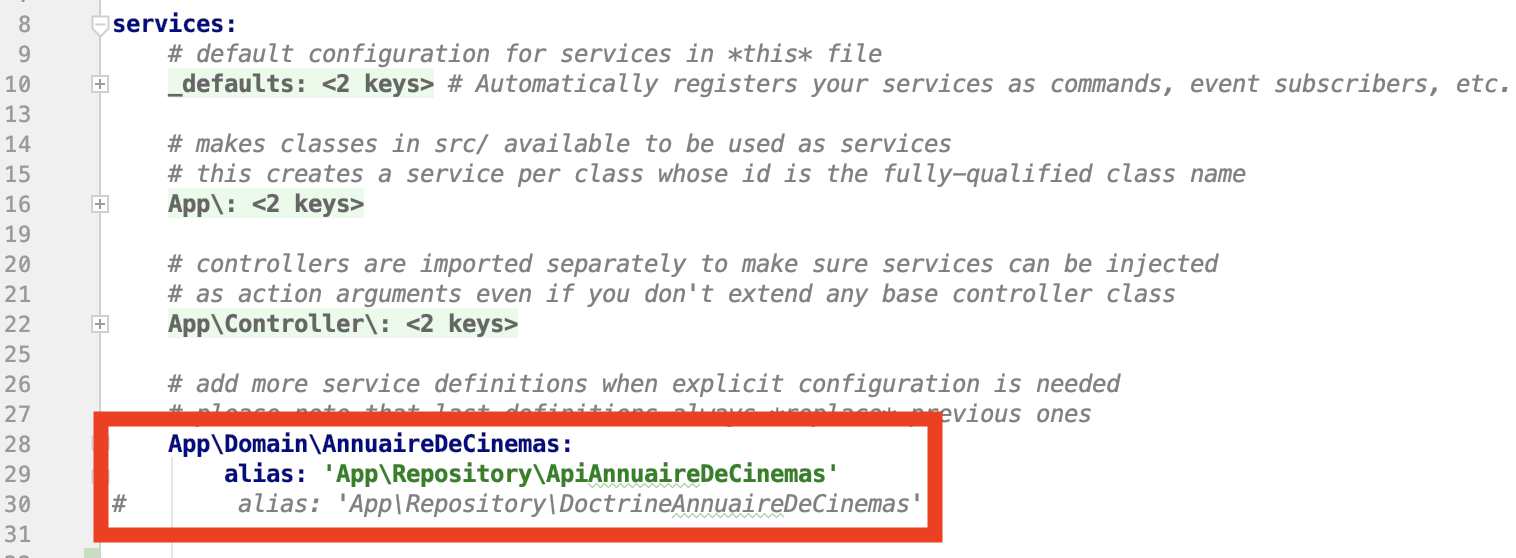 8 services:
9 # default configuration for services in *this* file
10 _defaults: <2 keys> # Automatically registers your services as commands, event subscribers, etc.
13
14 # makes classes in src/ available to be used as services
15 # this creates a service per class whose id is the fully-qualified class name
16 App\: <2 keys>
19
20 # controllers are imported separately to make sure services can be injected
21 # as action arguments even if you don't extend any base controller class
22 App\Controller\: <2 keys>
25
26 # add more service definitions when explicit configuration is needed
27 # please note that last definitions always *replace* previous ones
28 App\Domain\AnnuaireDeCinemas:
29 alias: 'App\Repository\ApiAnnuaireDeCinemas'
30 # alias: 'App\Repository\DoctrineAnnuaireDeCinemas'
31